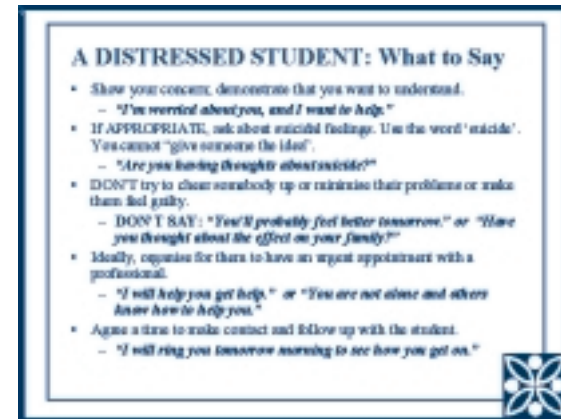 A DISTRESSED STUDENT: What to Say
• Show your concern; demonstrate that you want to understand.
– "I'm worried about you, and I want to help."
• If APPROPRIATE, ask about suicidal feelings. Use the word 'suicide'.
You cannot "give someone the idea".
– "Are you having thoughts about suicide?"
• DON'T try to cheer somebody up or minimise their problems or make
them feel guilty.
– DON'T SAY: "You'll probably feel better tomorrow." or "Have
you thought about the effect on your family?"
• Ideally, organise for them to have an urgent appointment with a
professional.
– "I will help you get help." or "You are not alone and others
know how to help you."
• Agree a time to make contact and follow up with the student.
– "I will ring you tomorrow morning to see how you get on."